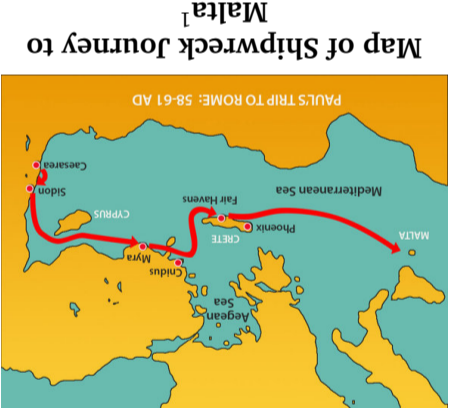 Map of Shipwreck Journey to
Malta¹
PAUL'S TRIP TO ROME: 58-61 AD
Caesarea
Sidon
CYPRUS
Fair Havens
Mediterranean Sea
Phoenix
CRETE
MALTA
Myra
Cnidus
Aegean
Sea